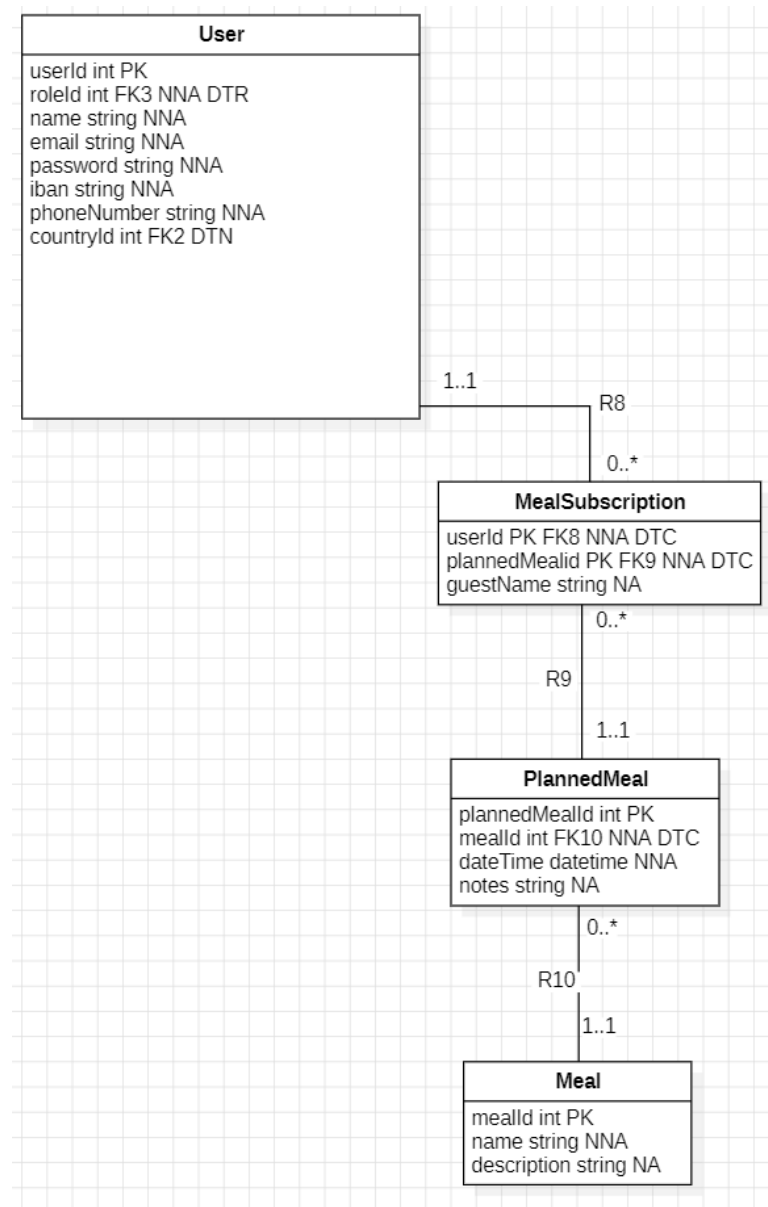 User
userId int PK
roleId int FK3 NNA DTR
name string NNA
email string NNA
password string NNA
iban string NNA
phoneNumber string NNA
countryId int FK2 DTN
1..1
R8
0..*
MealSubscription
userId PK FK8 NNA DTC
plannedMealid PK FK9 NNA DTC
guestName string NA
0..*
R9
1..1
PlannedMeal
plannedMealId int PK
mealId int FK10 NNA DTC
dateTime datetime NNA
notes string NA
0..*
R10
1..1
Meal
mealId int PK
name string NNA
description string NA